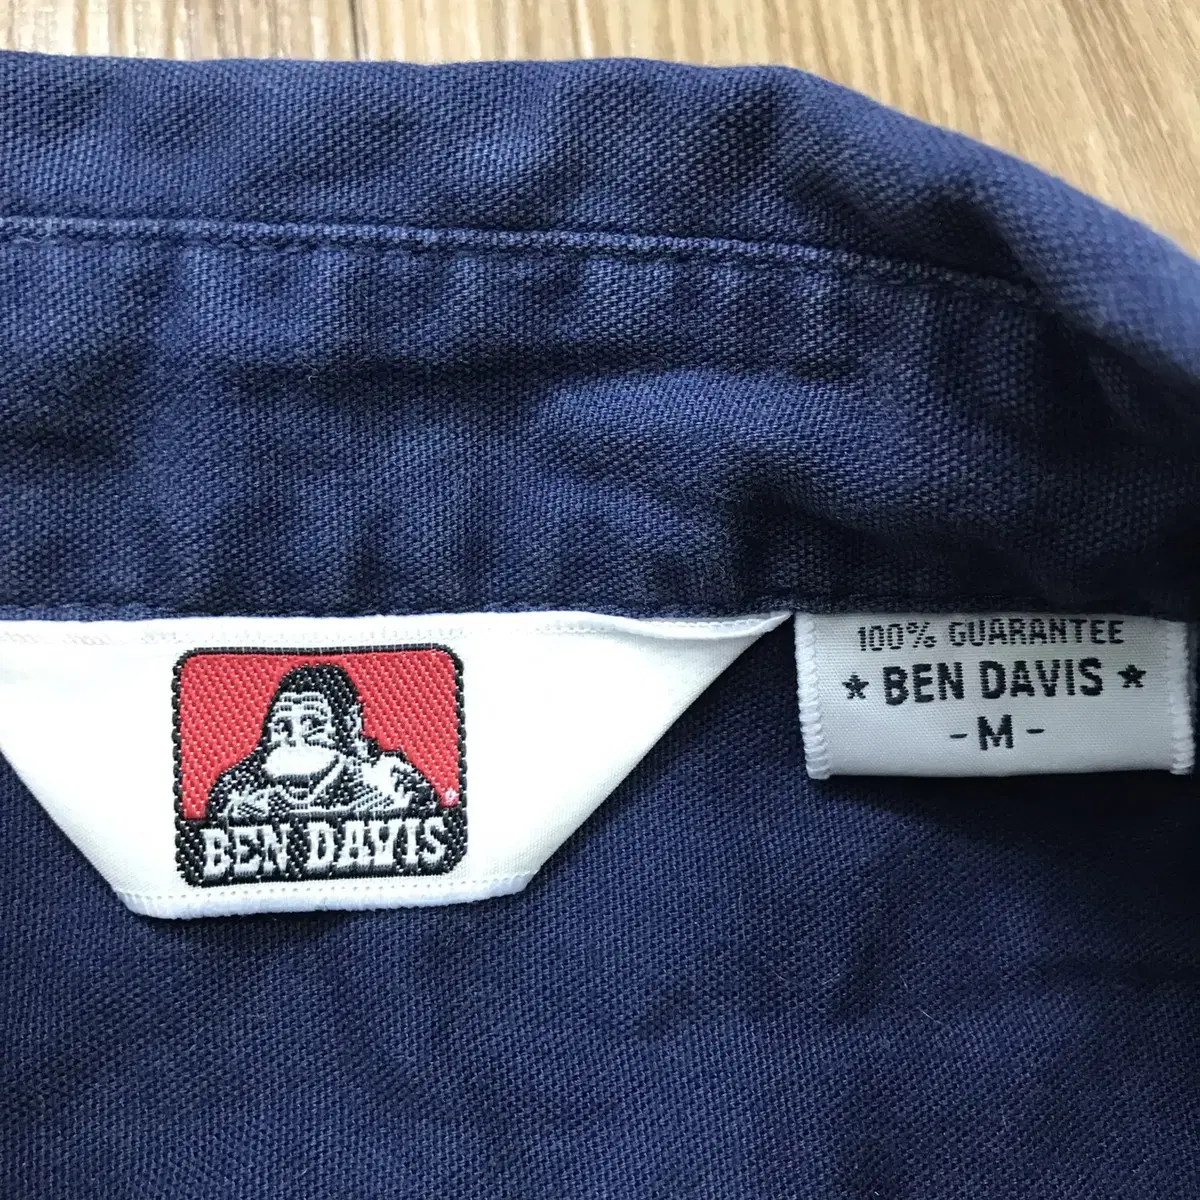 BEN DAVIS
®
100% GUARANTEE
★ BEN DAVIS ★
- M -